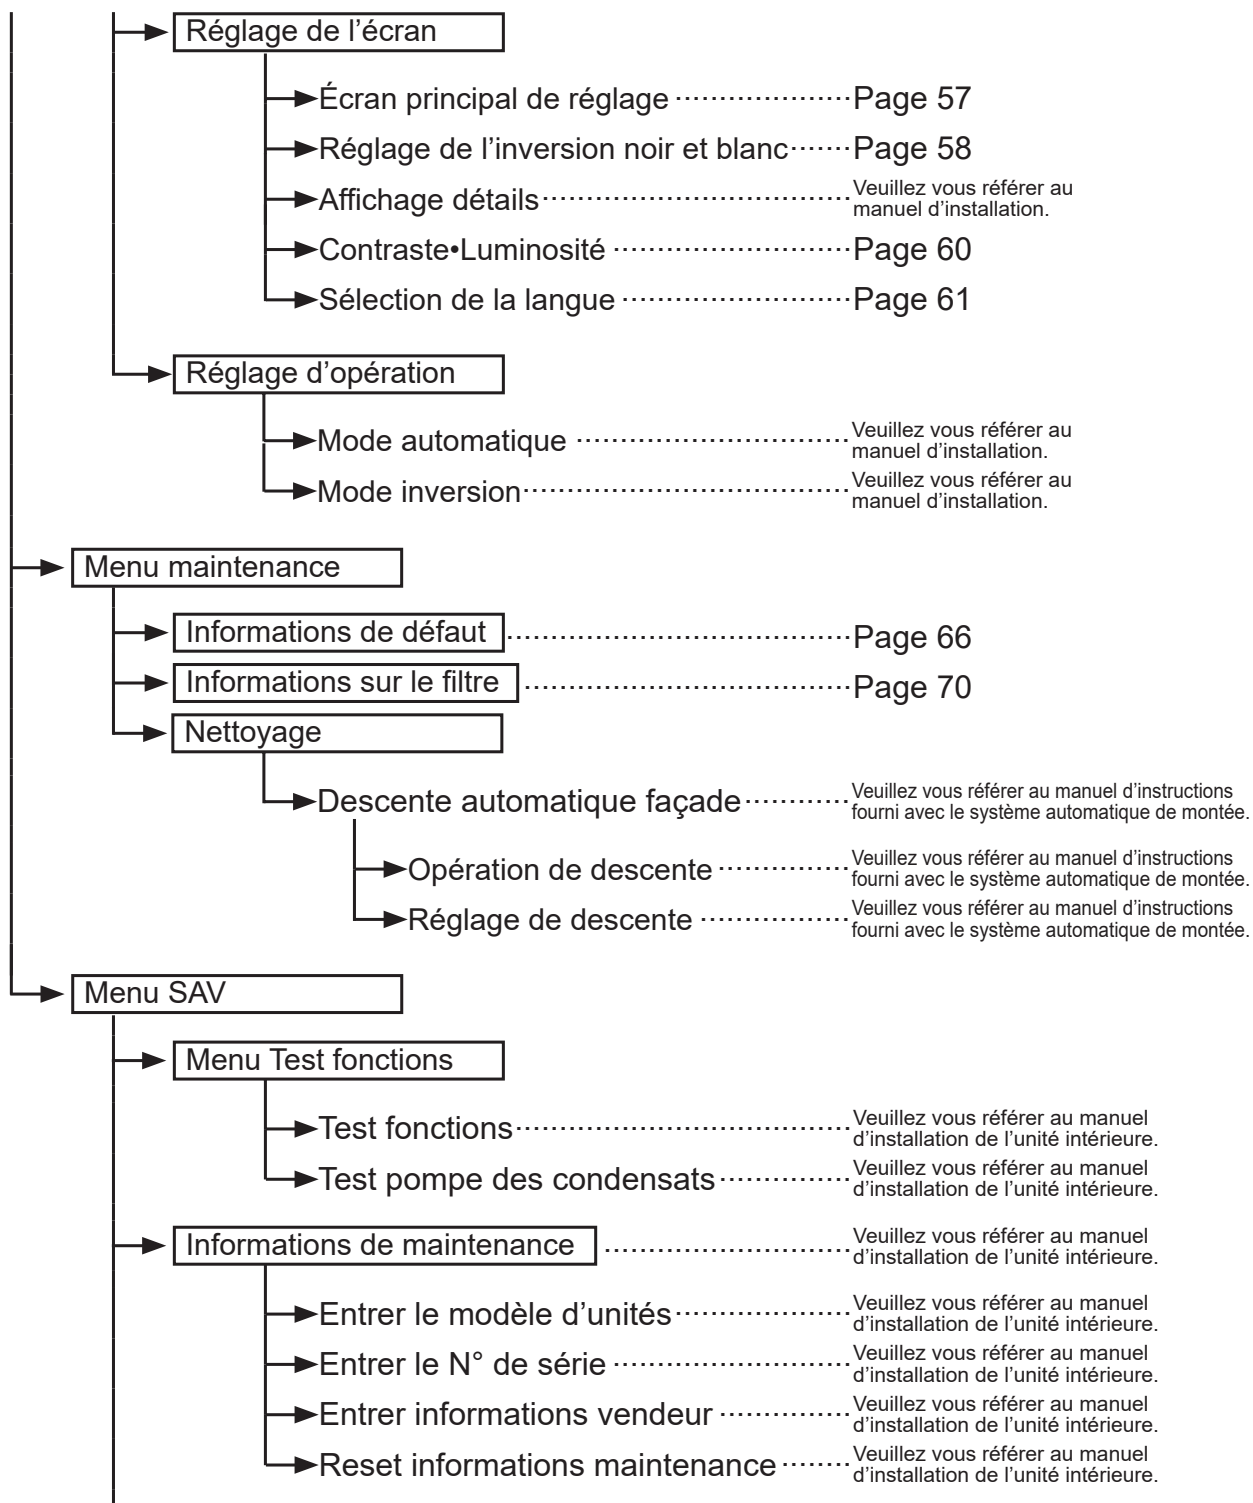 Réglage de l’écran
Écran principal de réglage ···················· Page 57
Réglage de l’inversion noir et blanc ······· Page 58
Affichage détails ··································· Veuillez vous référer au
manuel d’installation.
Contraste•Luminosité ··························· Page 60
Sélection de la langue ·························· Page 61
Réglage d’opération
Mode automatique ······························· Veuillez vous référer au
manuel d’installation.
Mode inversion ····································· Veuillez vous référer au
manuel d’installation.
Menu maintenance
Informations de défaut ······································· Page 66
Informations sur le filtre ····································· Page 70
Nettoyage
Descente automatique façade ············ Veuillez vous référer au manuel d’instructions
fourni avec le système automatique de montée.
Opération de descente ··············· Veuillez vous référer au manuel d’instructions
fourni avec le système automatique de montée.
Réglage de descente ················· Veuillez vous référer au manuel d’instructions
fourni avec le système automatique de montée.
Menu SAV
Menu Test fonctions
Test fonctions ······································ Veuillez vous référer au manuel
d’installation de l’unité intérieure.
Test pompe des condensats ··············· Veuillez vous référer au manuel
d’installation de l’unité intérieure.
Informations de maintenance ···························· Veuillez vous référer au manuel
d’installation de l’unité intérieure.
Entrer le modèle d’unités ···················· Veuillez vous référer au manuel
d’installation de l’unité intérieure.
Entrer le N° de série ··························· Veuillez vous référer au manuel
d’installation de l’unité intérieure.
Entrer informations vendeur ··············· Veuillez vous référer au manuel
d’installation de l’unité intérieure.
Reset informations maintenance ········ Veuillez vous référer au manuel
d’installation de l’unité intérieure.